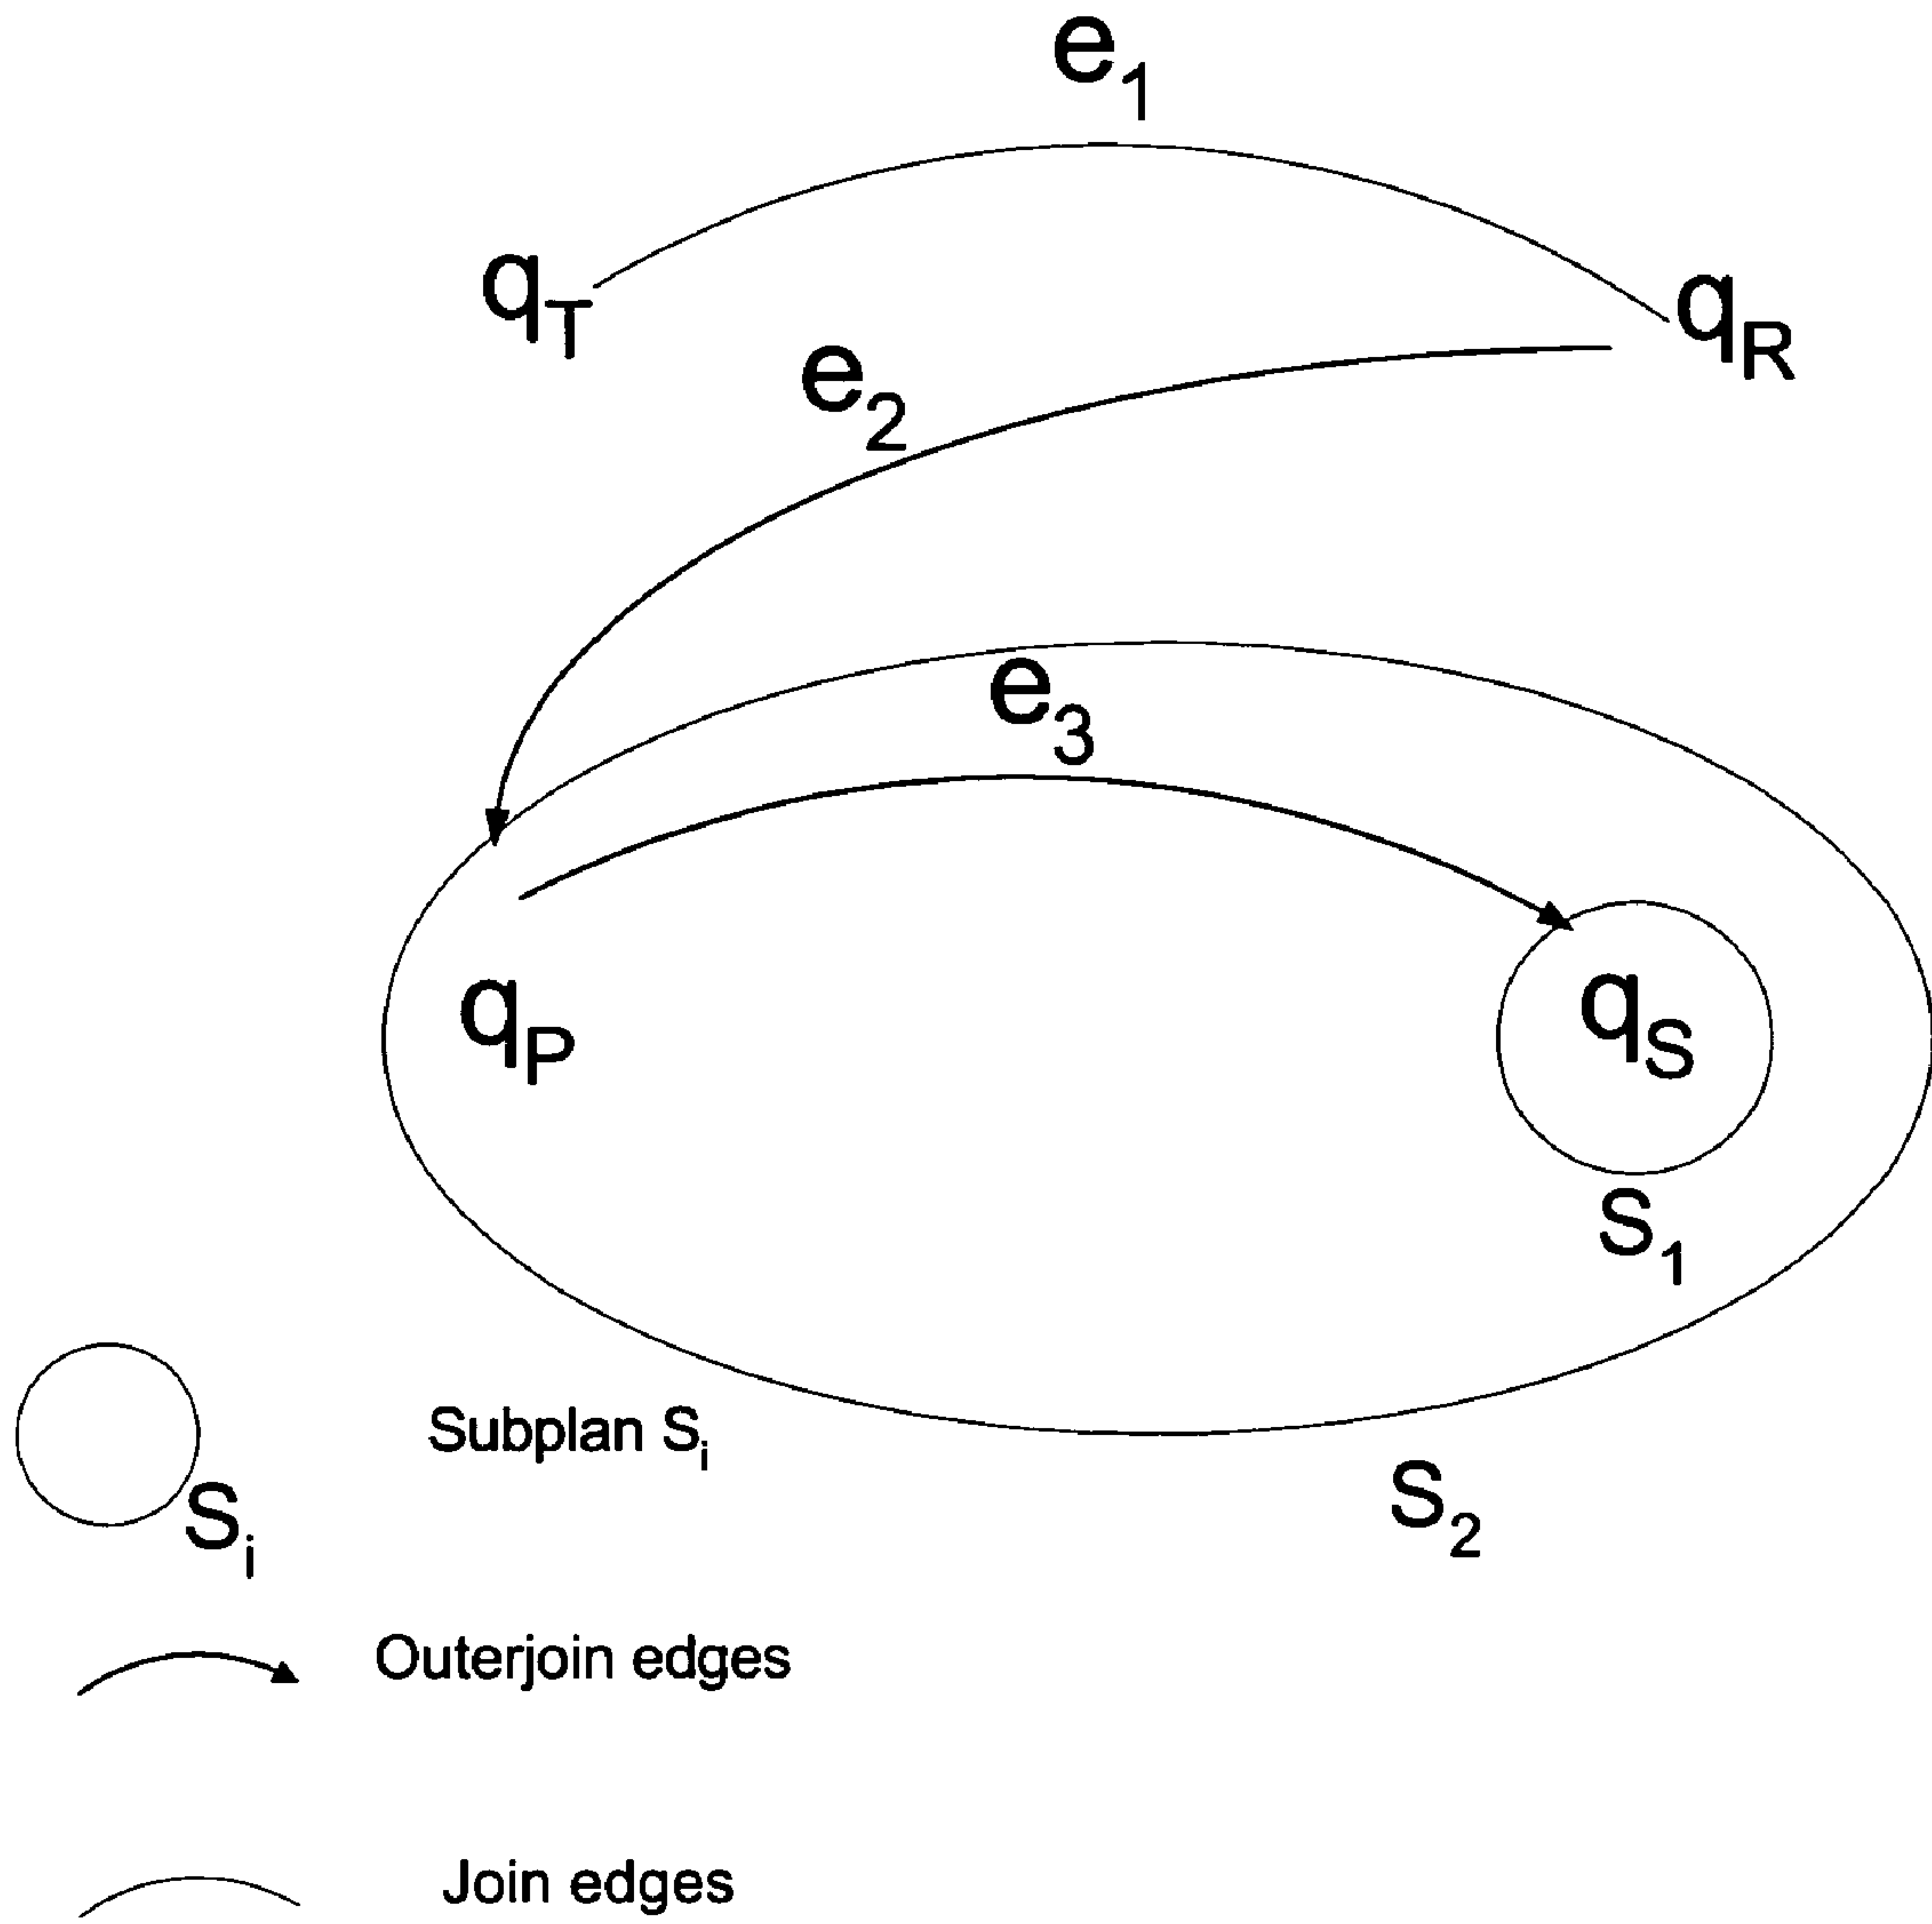 e1
qT
qR
e2
e3
qP
qS
S1
Subplan Si
Si
S2
Outerjoin edges
Join edges